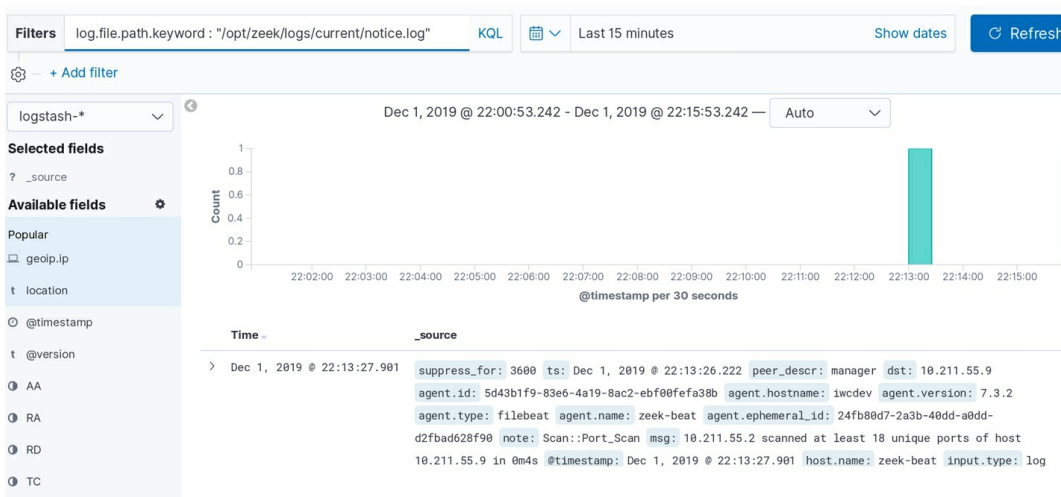 Filters log.file.path.keyword : "/opt/zeek/logs/current/notice.log" KQL Last 15 minutes Show dates Refresh
+ Add filter
logstash-*
Selected fields
? _source
Available fields
Popular
geoip.ip
t location
@timestamp
t @version
AA
RA
RD
TC
Dec 1, 2019 @ 22:00:53.242 - Dec 1, 2019 @ 22:15:53.242 — Auto
Count
1
0.8
0.6
0.4
0.2
0
22:02:00 22:03:00 22:04:00 22:05:00 22:06:00 22:07:00 22:08:00 22:09:00 22:10:00 22:11:00 22:12:00 22:13:00 22:14:00 22:15:00
@timestamp per 30 seconds
Time _source
Dec 1, 2019 @ 22:13:27.901 suppress_for: 3600 ts: Dec 1, 2019 @ 22:13:26.222 peer_descr: manager dst: 10.211.55.9
agent.id: 5d43b1f9-83e6-4a19-8ac2-ebf00fefa38b agent.hostname: iwcdev agent.version: 7.3.2
agent.type: filebeat agent.name: zeek-beat agent.ephemeral_id: 24fb80d7-2a3b-40dd-a0dd-
d2fbad628f90 note: Scan::Port_Scan msg: 10.211.55.2 scanned at least 18 unique ports of host
10.211.55.9 in 0m4s @timestamp: Dec 1, 2019 @ 22:13:27.901 host.name: zeek-beat input.type: log